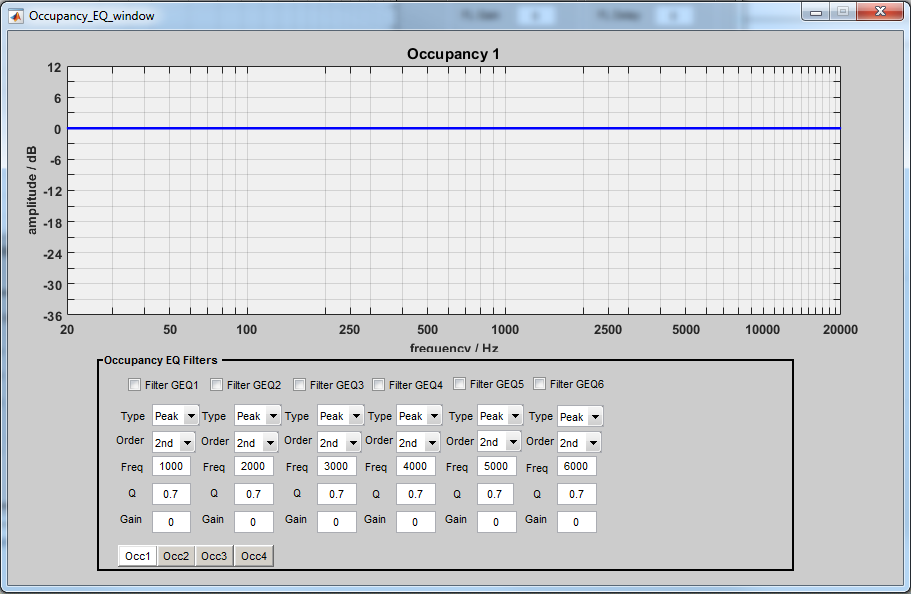 Occupancy_EQ_window
Occupancy 1
12
6
0
-6
-12
-18
-24
-30
-36
amplitude / dB
20 50 100 250 500 1000 2500 5000 10000 20000
frequency / Hz
Occupancy EQ Filters
Filter GEQ1 Filter GEQ2 Filter GEQ3 Filter GEQ4 Filter GEQ5 Filter GEQ6
Type Peak Type Peak Type Peak Type Peak Type Peak Type Peak
Order 2nd Order 2nd Order 2nd Order 2nd Order 2nd Order 2nd
Freq 1000 Freq 2000 Freq 3000 Freq 4000 Freq 5000 Freq 6000
Q 0.7 Q 0.7 Q 0.7 Q 0.7 Q 0.7 Q 0.7
Gain 0 Gain 0 Gain 0 Gain 0 Gain 0 Gain 0
Occ1 Occ2 Occ3 Occ4